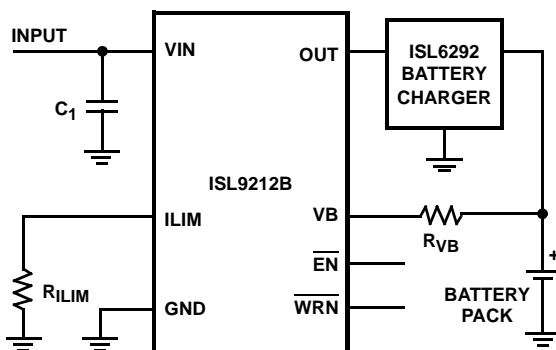 INPUT
VIN
OUT
ISL6292
BATTERY
CHARGER
C1
ISL9212B
ILIM
VB
RVB
EN
RILIM
GND
WRN
BATTERY
PACK
+